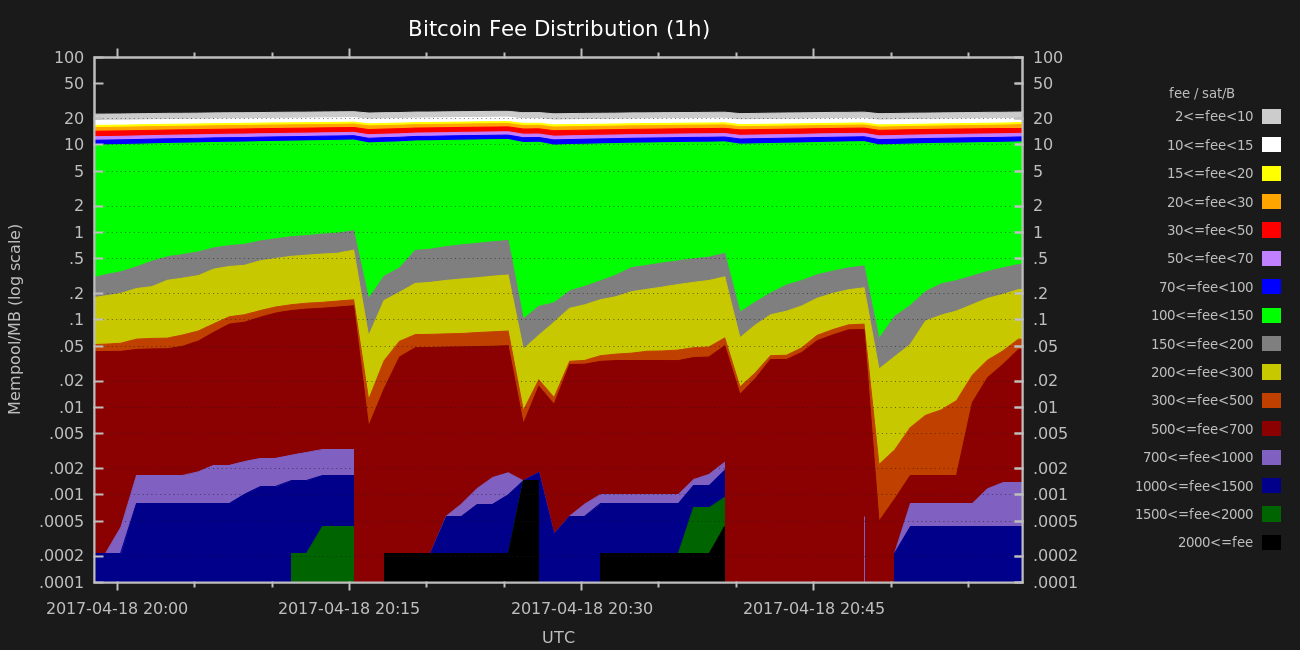 Bitcoin Fee Distribution (1h)
Mempool/MB (log scale)
100
50
20
10
5
2
1
.5
.2
.1
.05
.02
.01
.005
.002
.001
.0005
.0002
.0001
100
50
20
10
5
2
1
.5
.2
.1
.05
.02
.01
.005
.002
.001
.0005
.0002
.0001
2017-04-18 20:00
2017-04-18 20:15
2017-04-18 20:30
2017-04-18 20:45
UTC
fee / sat/B
2<=fee<10
10<=fee<15
15<=fee<20
20<=fee<30
30<=fee<50
50<=fee<70
70<=fee<100
100<=fee<150
150<=fee<200
200<=fee<300
300<=fee<500
500<=fee<700
700<=fee<1000
1000<=fee<1500
1500<=fee<2000
2000<=fee